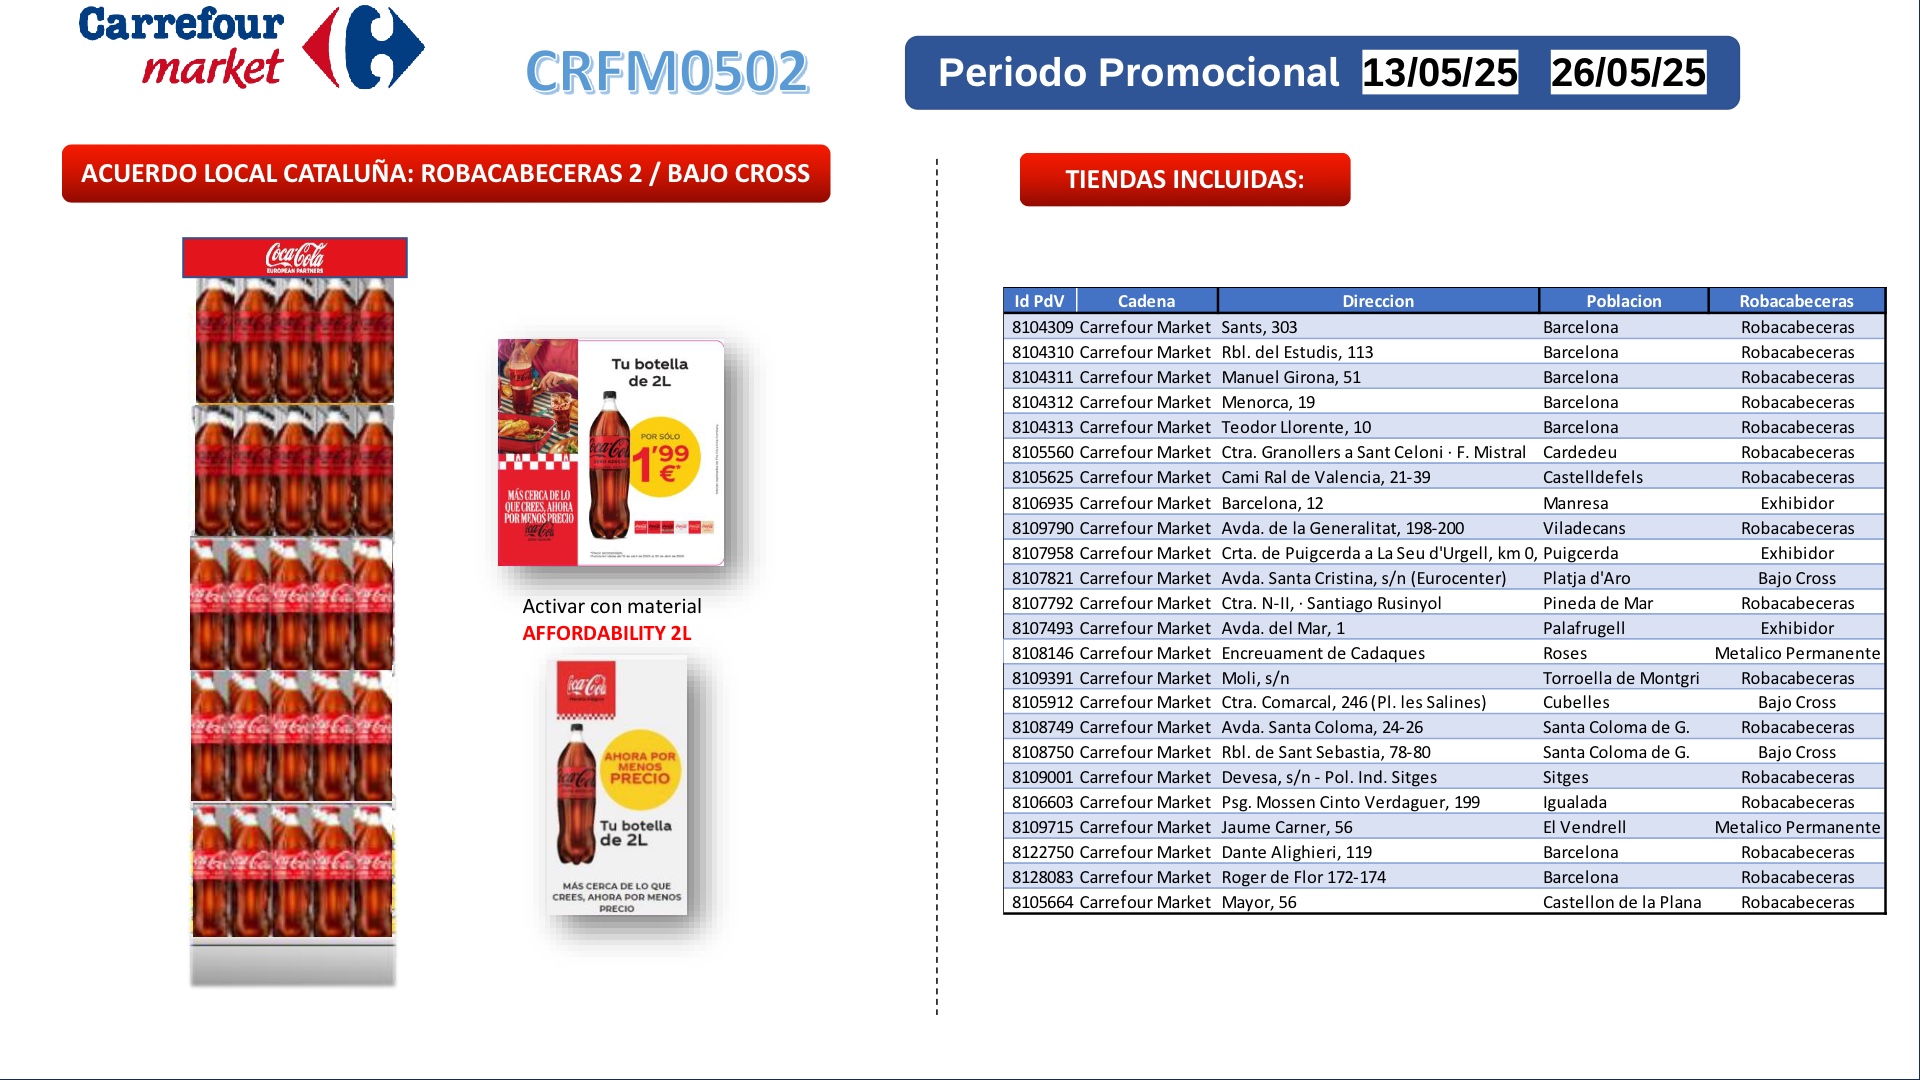 Carrefour
market
CRFM0502
Periodo Promocional 13/05/25 26/05/25
ACUERDO LOCAL CATALUÑA: ROBACABECERAS 2 / BAJO CROSS
Coca-Cola
EUROPEAN PARTNERS
Tu botella
de 2L
POR SÓLO
1'99
€*
MÁS CERCA DE LO
QUE CREES, AHORA
POR MENOS PRECIO
Coca-Cola
Activar con material
AFFORDABILITY 2L
Coca-Cola
AHORA POR
MENOS
PRECIO
Tu botella
de 2L
MÁS CERCA DE LO QUE
CREES, AHORA POR MENOS
PRECIO
TIENDAS INCLUIDAS:
Id PdV Cadena Direccion Poblacion Robacabeceras
8104309 Carrefour Market Sants, 303 Barcelona Robacabeceras
8104310 Carrefour Market Rbl. del Estudis, 113 Barcelona Robacabeceras
8104311 Carrefour Market Manuel Girona, 51 Barcelona Robacabeceras
8104312 Carrefour Market Menorca, 19 Barcelona Robacabeceras
8104313 Carrefour Market Teodor Llorente, 10 Barcelona Robacabeceras
8105560 Carrefour Market Ctra. Granollers a Sant Celoni · F. Mistral Cardedeu Robacabeceras
8105625 Carrefour Market Cami Ral de Valencia, 21-39 Castelldefels Robacabeceras
8106935 Carrefour Market Barcelona, 12 Manresa Exhibidor
8109790 Carrefour Market Avda. de la Generalitat, 198-200 Viladecans Robacabeceras
8107958 Carrefour Market Crta. de Puigcerda a La Seu d'Urgell, km 0, Puigcerda Exhibidor
8107821 Carrefour Market Avda. Santa Cristina, s/n (Eurocenter) Platja d'Aro Bajo Cross
8107792 Carrefour Market Ctra. N-II, · Santiago Rusinyol Pineda de Mar Robacabeceras
8107493 Carrefour Market Avda. del Mar, 1 Palafrugell Exhibidor
8108146 Carrefour Market Encreuament de Cadaques Roses Metalico Permanente
8109391 Carrefour Market Moli, s/n Torroella de Montgri Robacabeceras
8105912 Carrefour Market Ctra. Comarcal, 246 (Pl. les Salines) Cubelles Bajo Cross
8108749 Carrefour Market Avda. Santa Coloma, 24-26 Santa Coloma de G. Robacabeceras
8108750 Carrefour Market Rbl. de Sant Sebastia, 78-80 Santa Coloma de G. Bajo Cross
8109001 Carrefour Market Devesa, s/n - Pol. Ind. Sitges Sitges Robacabeceras
8106603 Carrefour Market Psg. Mossen Cinto Verdaguer, 199 Igualada Robacabeceras
8109715 Carrefour Market Jaume Carner, 56 El Vendrell Metalico Permanente
8122750 Carrefour Market Dante Alighieri, 119 Barcelona Robacabeceras
8128083 Carrefour Market Roger de Flor 172-174 Barcelona Robacabeceras
8105664 Carrefour Market Mayor, 56 Castellon de la Plana Robacabeceras